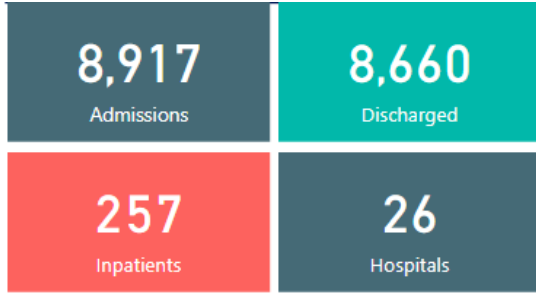 8,917
Admissions
8,660
Discharged
257
Inpatients
26
Hospitals